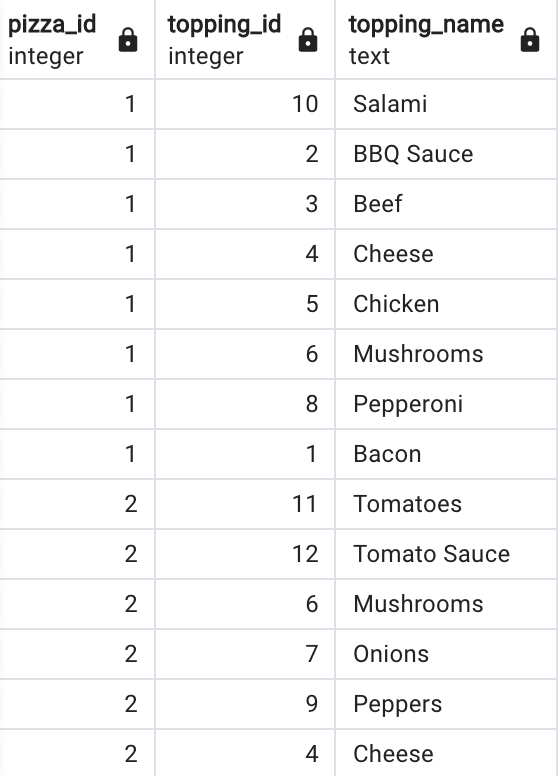 pizza_id topping_id topping_name
integer integer text
1 10 Salami
1 2 BBQ Sauce
1 3 Beef
1 4 Cheese
1 5 Chicken
1 6 Mushrooms
1 8 Pepperoni
1 1 Bacon
2 11 Tomatoes
2 12 Tomato Sauce
2 6 Mushrooms
2 7 Onions
2 9 Peppers
2 4 Cheese